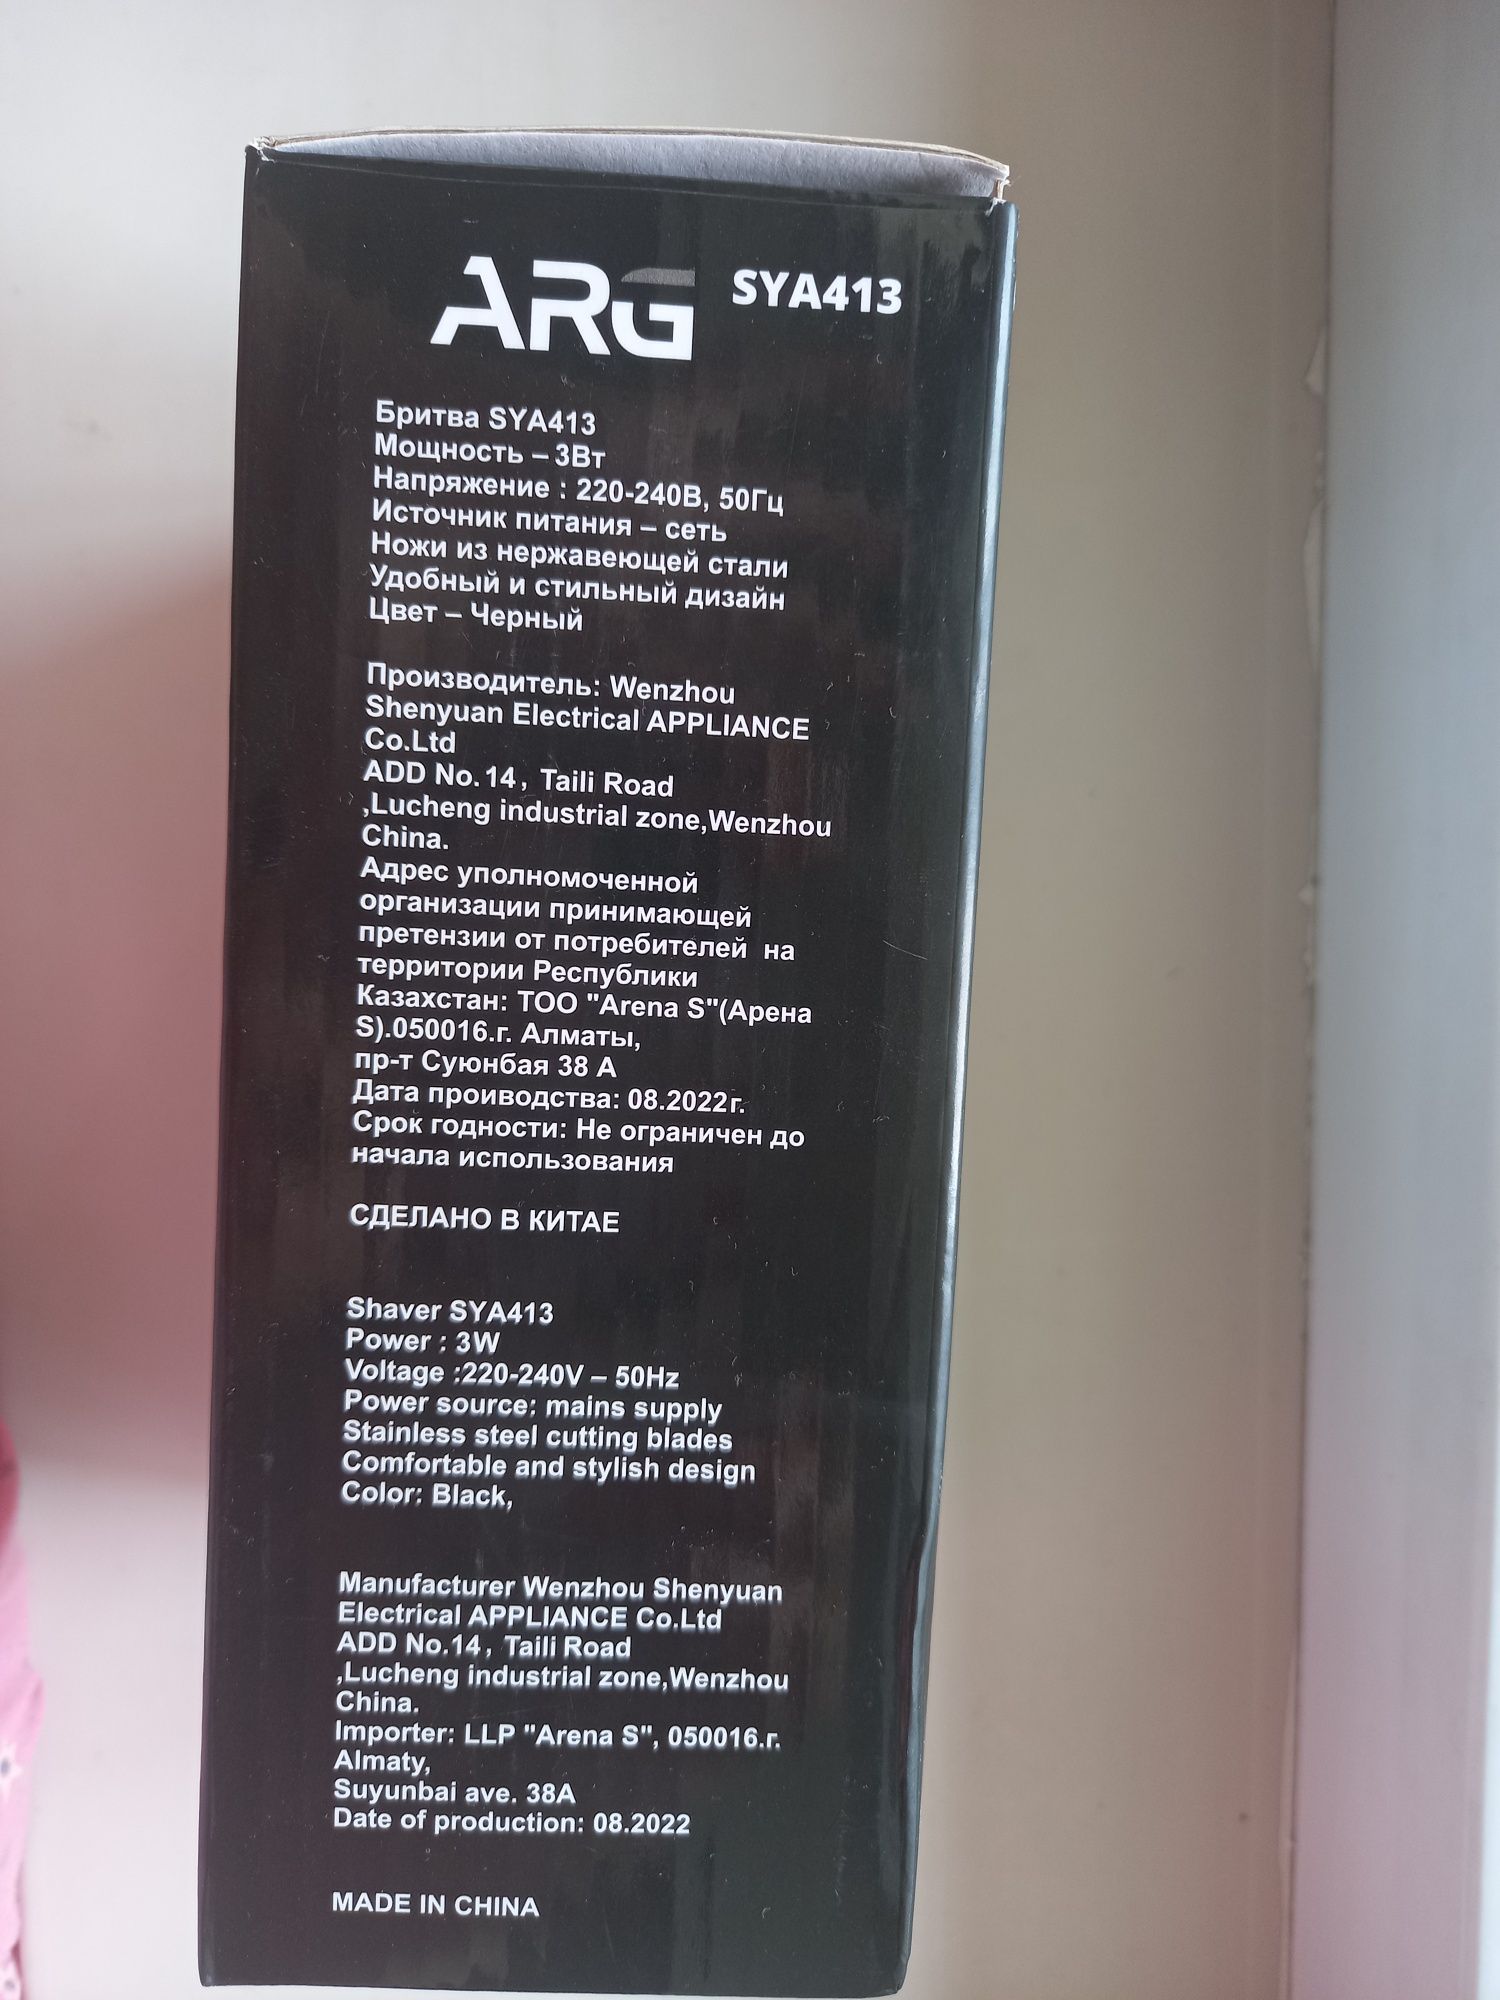 ARG SYA413
Бритва SYA413
Мощность – 3Вт
Напряжение : 220-240В, 50Гц
Источник питания – сеть
Ножи из нержавеющей стали
Удобный и стильный дизайн
Цвет – Черный
Производитель: Wenzhou
Shenyuan Electrical APPLIANCE
Co.Ltd
ADD No.14, Taili Road
,Lucheng industrial zone,Wenzhou
China.
Адрес уполномоченной
организации принимающей
претензии от потребителей на
территории Республики
Казахстан: ТОО "Arena S"(Арена
S).050016.г. Алматы,
пр-т Суюнбая 38 А
Дата проиводства: 08.2022г.
Срок годности: Не ограничен до
начала использования
СДЕЛАНО В КИТАЕ
Shaver SYA413
Power : 3W
Voltage :220-240V – 50Hz
Power source: mains supply
Stainless steel cutting blades
Comfortable and stylish design
Color: Black,
Manufacturer Wenzhou Shenyuan
Electrical APPLIANCE Co.Ltd
ADD No.14, Taili Road
,Lucheng industrial zone,Wenzhou
China.
Importer: LLP "Arena S", 050016.г.
Almaty,
Suyunbai ave. 38A
Date of production: 08.2022
MADE IN CHINA